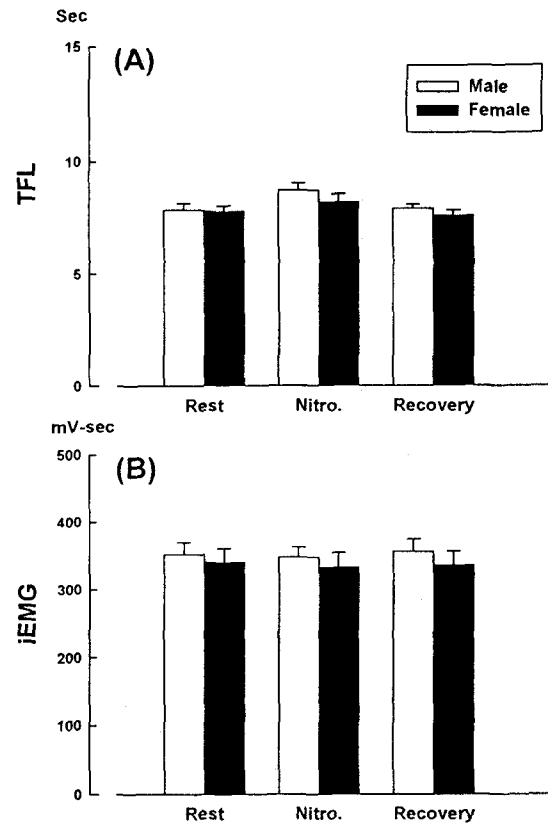 Sec
15
(A)
Male
Female
10
TFL
5
0
Rest Nitro. Recovery
mV-sec
500
(B)
400
300
iEMG
200
100
0
Rest Nitro. Recovery